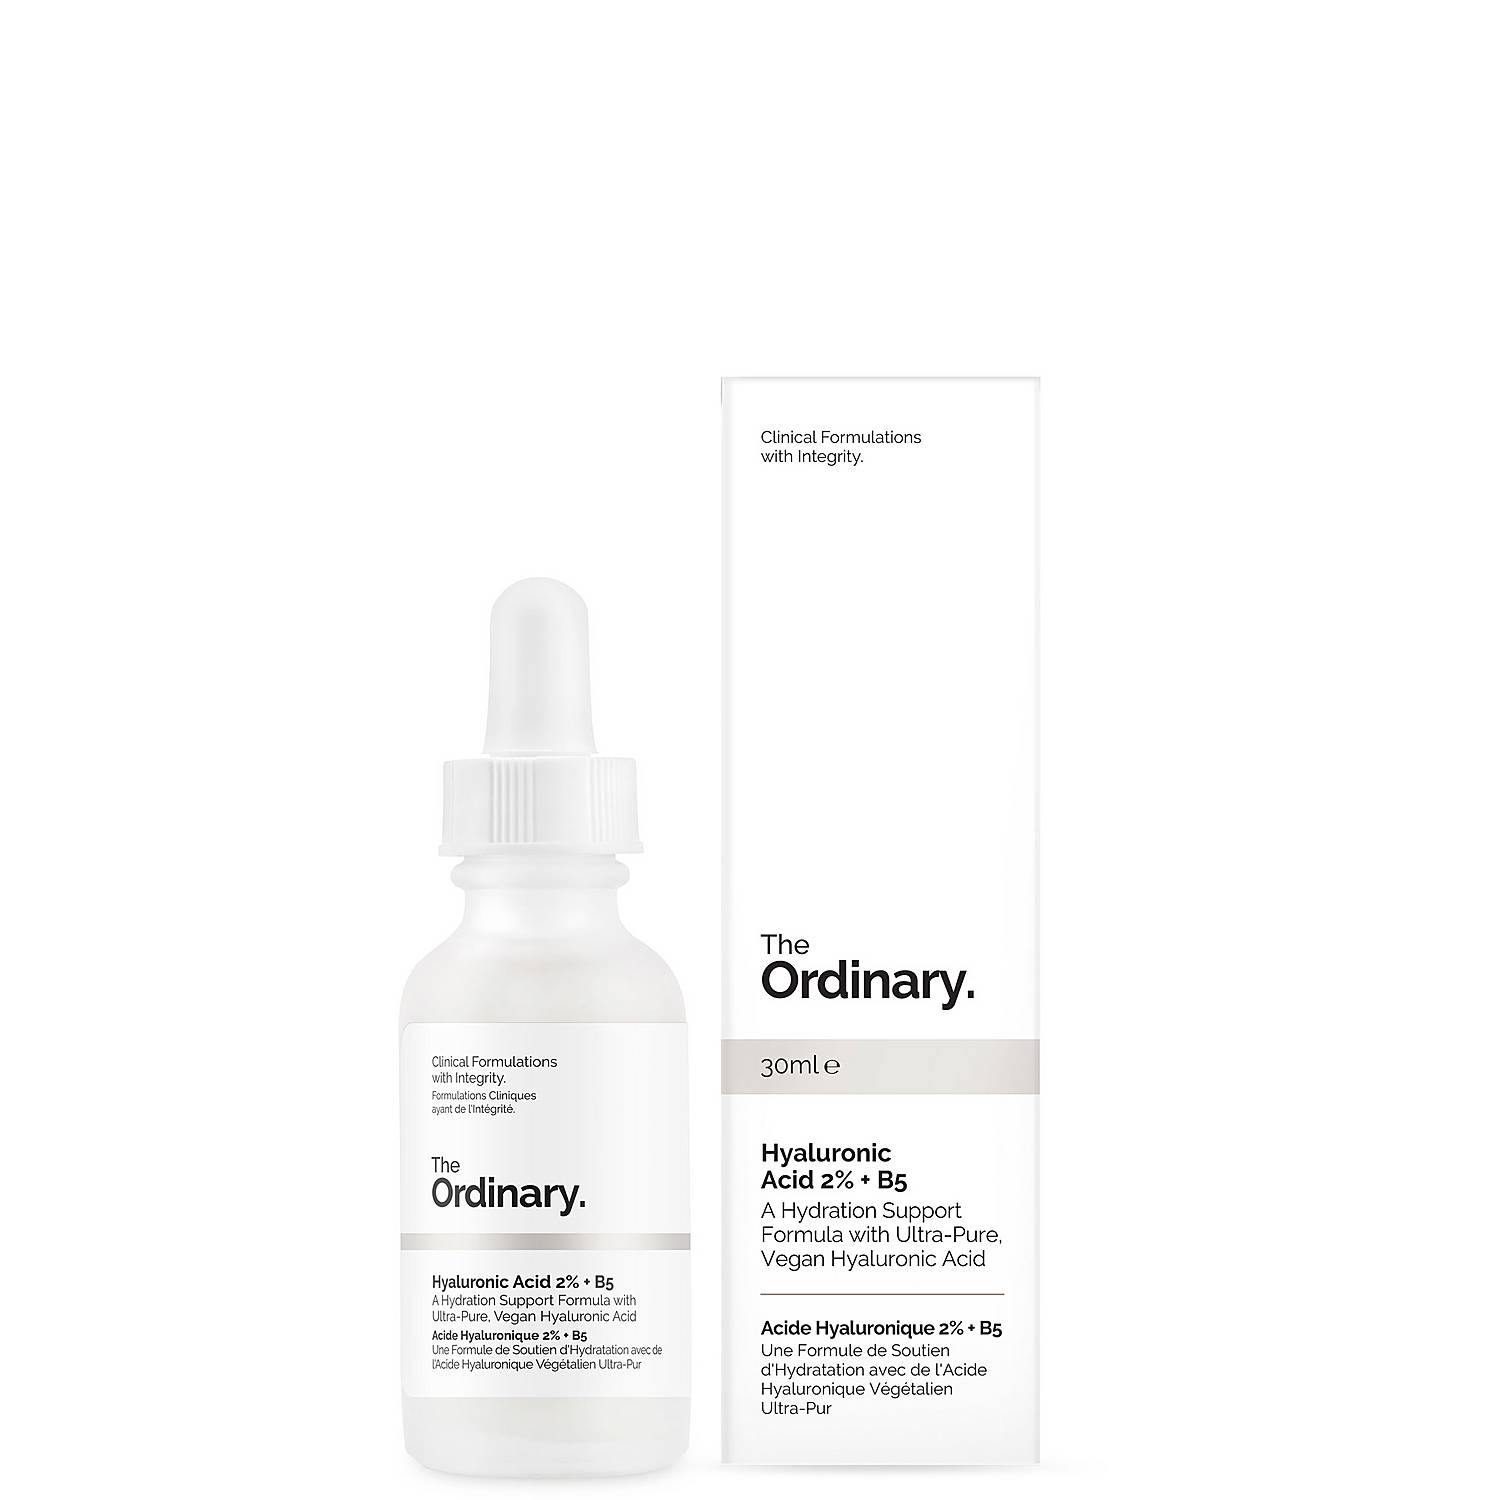 Clinical Formulations
with Integrity.
Formulations Cliniques
ayant de l'Intégrité.
The
Ordinary.
Hyaluronic Acid 2% + B5
A Hydration Support Formula with
Ultra-Pure, Vegan Hyaluronic Acid
Acide Hyaluronique 2% + B5
Une Formule de Soutien d'Hydratation avec de
l'Acide Hyaluronique Végétalien Ultra-Pur
Clinical Formulations
with Integrity.
The
Ordinary.
30ml ℮
Hyaluronic
Acid 2% + B5
A Hydration Support
Formula with Ultra-Pure,
Vegan Hyaluronic Acid
Acide Hyaluronique 2% + B5
Une Formule de Soutien
d'Hydratation avec de l'Acide
Hyaluronique Végétalien
Ultra-Pur